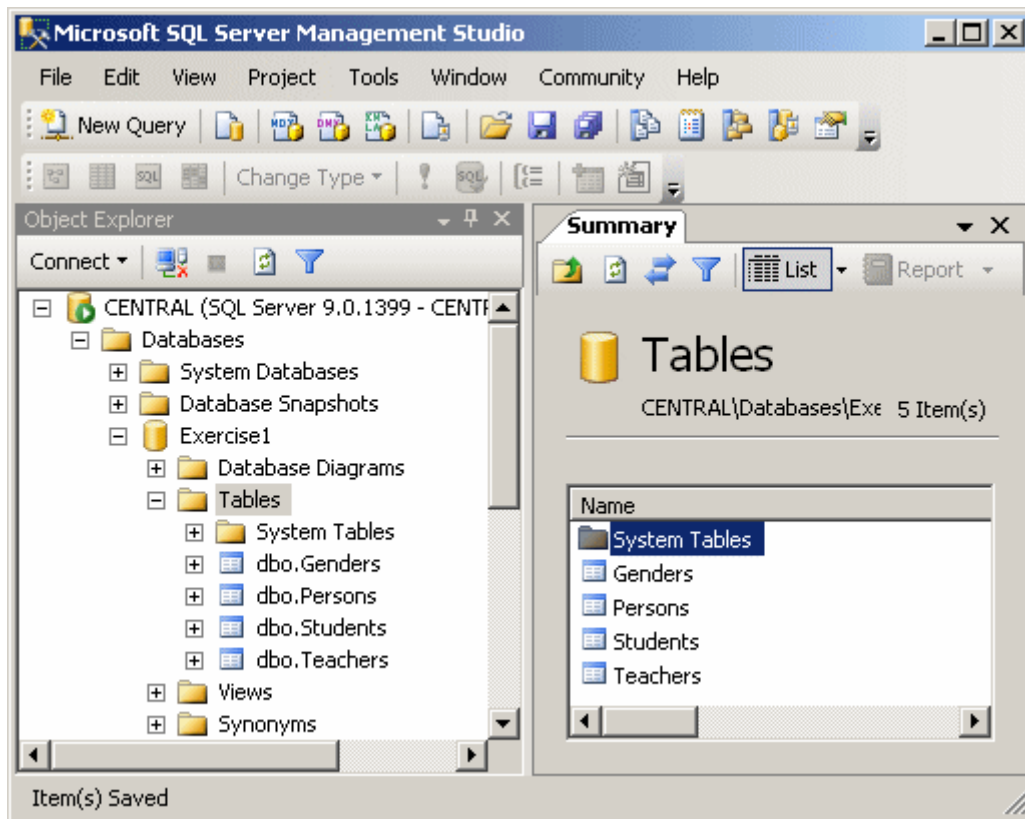 Microsoft SQL Server Management Studio
File Edit View Project Tools Window Community Help
New Query
Change Type
Object Explorer
Connect
CENTRAL (SQL Server 9.0.1399 - CENTR
Databases
System Databases
Database Snapshots
Exercise1
Database Diagrams
Tables
System Tables
dbo.Genders
dbo.Persons
dbo.Students
dbo.Teachers
Views
Synonyms
Summary
List Report
Tables
CENTRAL\Databases\Exe 5 Item(s)
Name
System Tables
Genders
Persons
Students
Teachers
Item(s) Saved